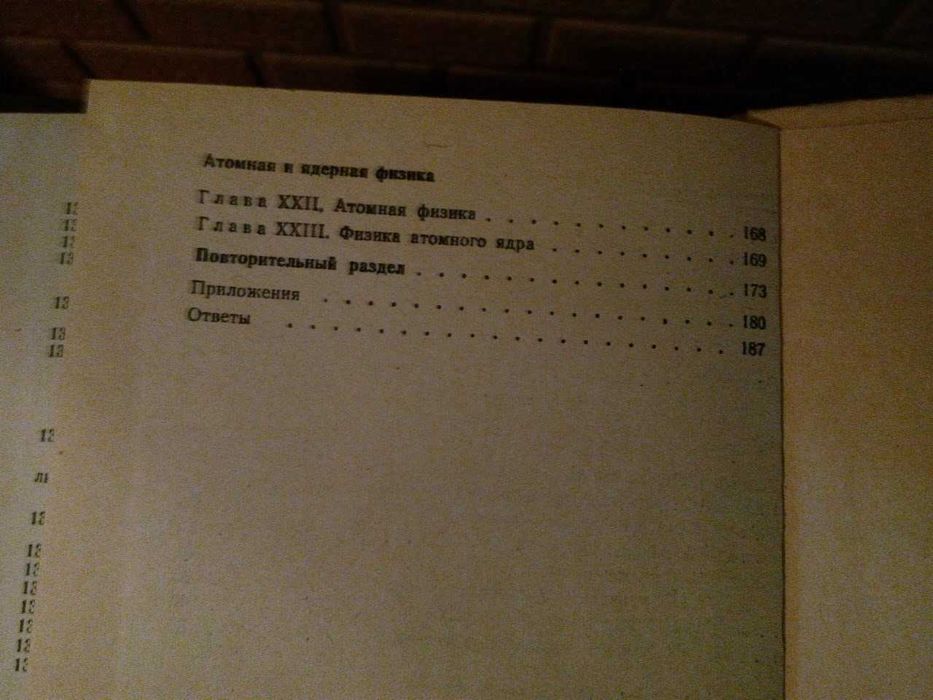 Атомная и ядерная физика
Глава XXII. Атомная физика . . . . . . . . . . . . . 168
Глава XXIII. Физика атомного ядра . . . . . . . . . . 169
Повторительный раздел . . . . . . . . . . . . . . . . 173
Приложения . . . . . . . . . . . . . . . . . . . . 180
Ответы . . . . . . . . . . . . . . . . . . . . . . 187